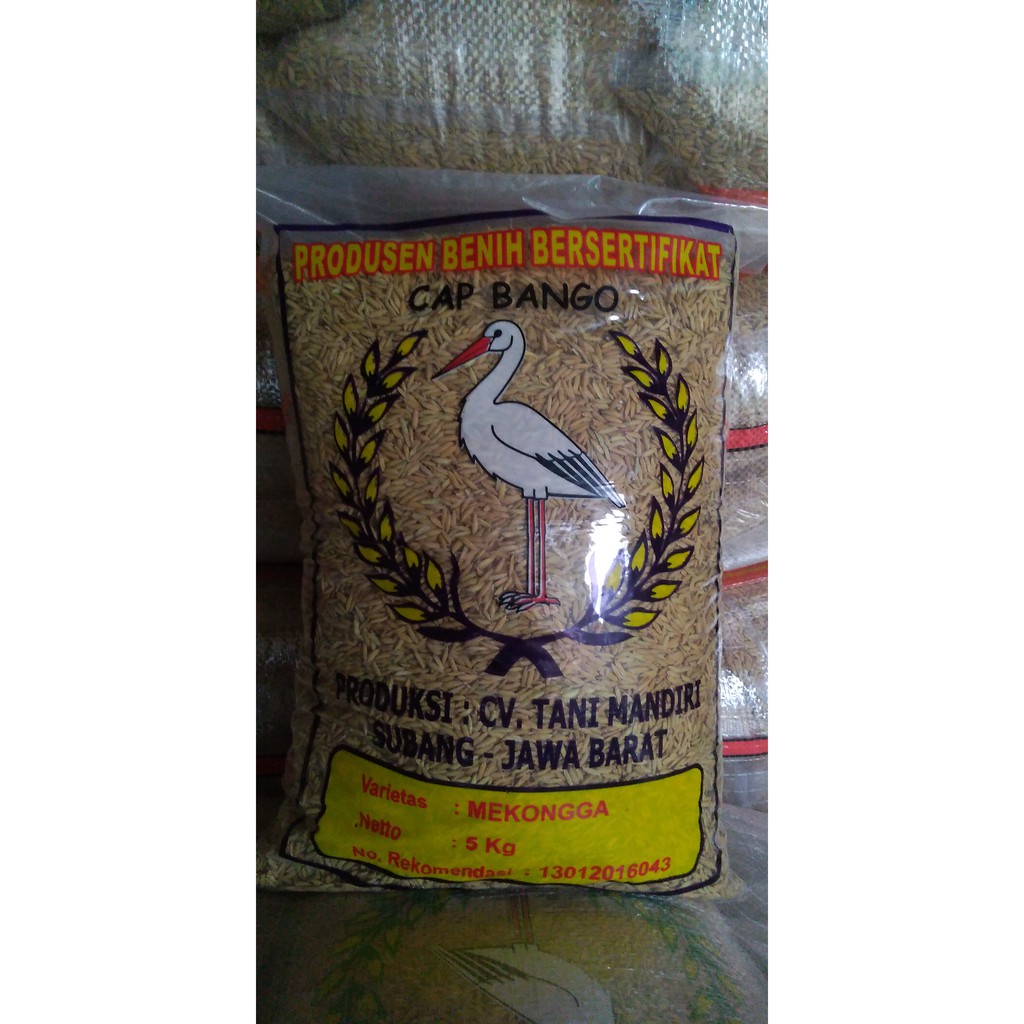 PRODUSEN BENIH BERSERTIFIKAT
CAP BANGO
PRODUKSI : CV. TANI MANDIRI
SUBANG - JAWA BARAT
Varietas : MEKONGGA
Netto : 5 Kg
No. Rekomendasi : 13012016043